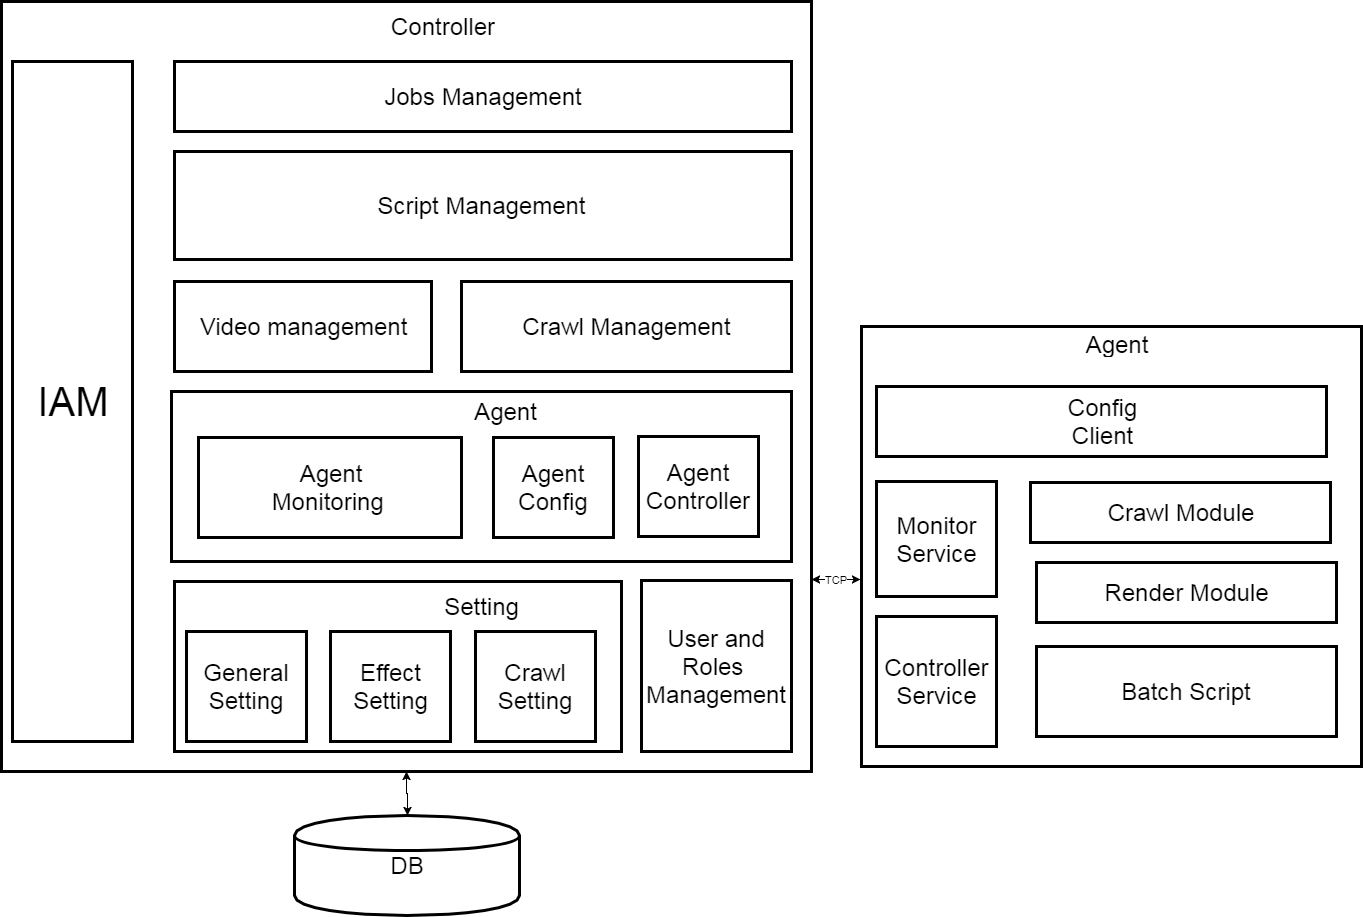 Controller
IAM
Jobs Management
Script Management
Video management
Crawl Management
Agent
Agent
Monitoring
Agent
Config
Agent
Controller
Setting
General
Setting
Effect
Setting
Crawl
Setting
User and
Roles
Management
TCP
DB
Agent
Config
Client
Monitor
Service
Crawl Module
Render Module
Controller
Service
Batch Script